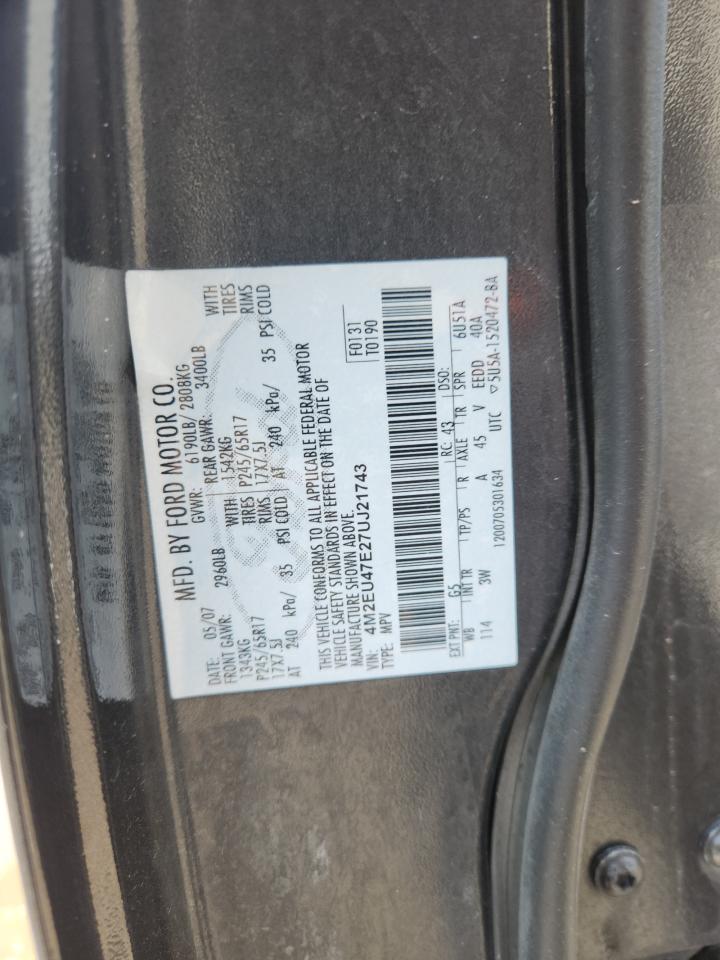 MFD. BY FORD MOTOR CO.
DATE: 05/07 GVWR: 6190LB/ 2808KG
FRONT GAWR: 2960LB REAR GAWR: 3400LB
1343KG WITH 1542KG WITH
P245/65R17 TIRES P245/65R17 TIRES
17X7.5J RIMS 17X7.5J RIMS
AT 240 kPa/ 35 PSI COLD AT 240 kPa/ 35 PSI COLD
THIS VEHICLE CONFORMS TO ALL APPLICABLE FEDERAL MOTOR
VEHICLE SAFETY STANDARDS IN EFFECT ON THE DATE OF
MANUFACTURE SHOWN ABOVE.
VIN: 4M2EU47E27UJ21743 F0131
TYPE: MPV T0190
EXT PNT: G5 RC: 43 DSO:
WB INT TR TP/PS R AXLE TR SPR 6U51A
114 3W A 45 V EEDD 40A
1200705301634 UTC ▽5U5A-1520472-BA